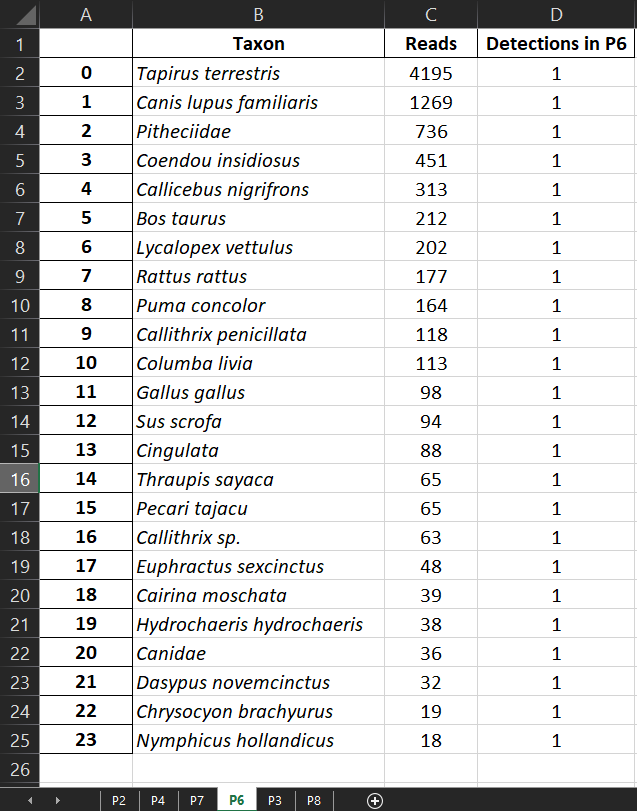 A B C D
1 Taxon Reads Detections in P6
2 0 Tapirus terrestris 4195 1
3 1 Canis lupus familiaris 1269 1
4 2 Pitheciidae 736 1
5 3 Coendou insidiosus 451 1
6 4 Callicebus nigrifrons 313 1
7 5 Bos taurus 212 1
8 6 Lycalopex vettulus 202 1
9 7 Rattus rattus 177 1
10 8 Puma concolor 164 1
11 9 Callithrix penicillata 118 1
12 10 Columba livia 113 1
13 11 Gallus gallus 98 1
14 12 Sus scrofa 94 1
15 13 Cingulata 88 1
16 14 Thraupis sayaca 65 1
17 15 Pecari tajacu 65 1
18 16 Callithrix sp. 63 1
19 17 Euphractus sexcinctus 48 1
20 18 Cairina moschata 39 1
21 19 Hydrochaeris hydrochaeris 38 1
22 20 Canidae 36 1
23 21 Dasypus novemcinctus 32 1
24 22 Chrysocyon brachyurus 19 1
25 23 Nymphicus hollandicus 18 1
26
P2 P4 P7 P6 P3 P8